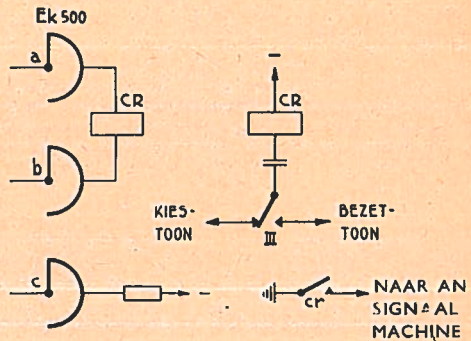 Ek 500
a
CR
b
–
CR
KIES-
TOON
BEZET-
TOON
III
c
–
cr
NAAR AN
SIGNAAL
MACHINE